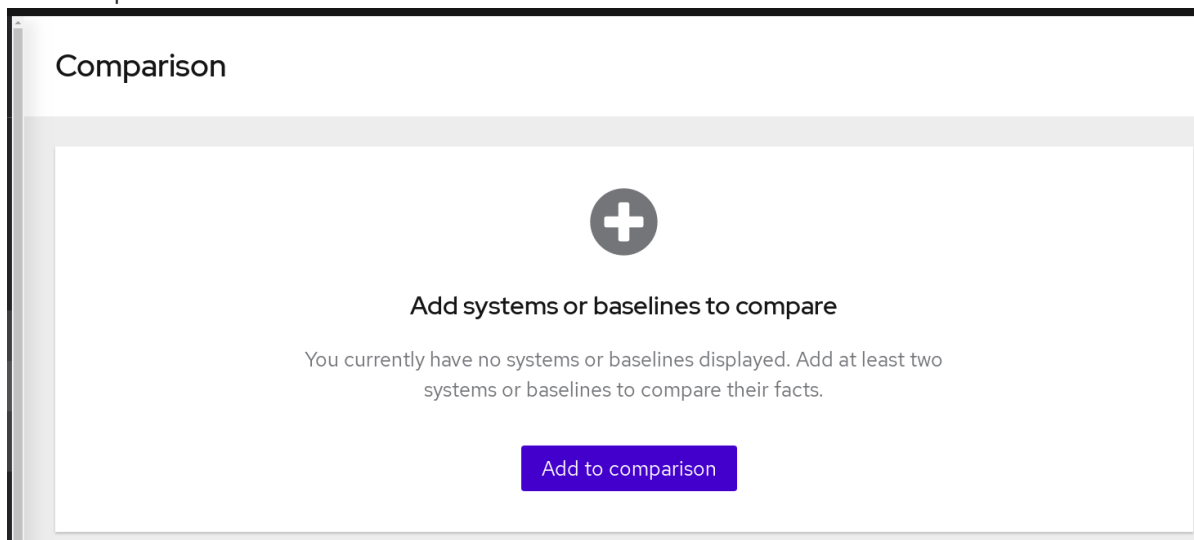 Comparison
Add systems or baselines to compare
You currently have no systems or baselines displayed. Add at least two
systems or baselines to compare their facts.
Add to comparison